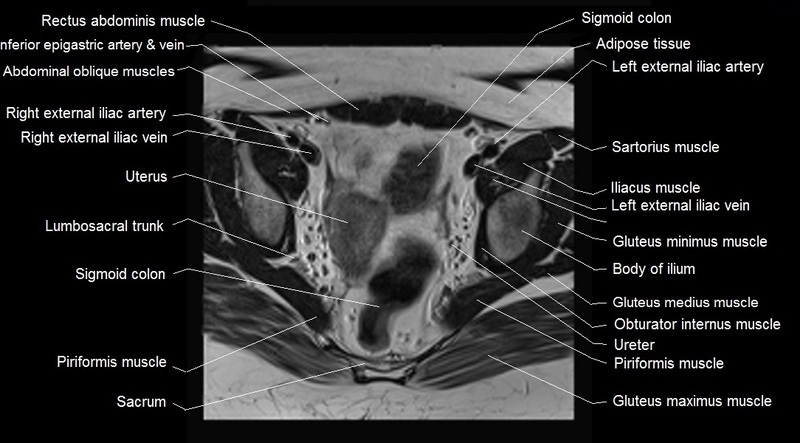 Rectus abdominis muscle
nferior epigastric artery & vein
Abdominal oblique muscles
Right external iliac artery
Right external iliac vein
Uterus
Lumbosacral trunk
Sigmoid colon
Piriformis muscle
Sacrum
Sigmoid colon
Adipose tissue
Left external iliac artery
Sartorius muscle
Iliacus muscle
Left external iliac vein
Gluteus minimus muscle
Body of ilium
Gluteus medius muscle
Obturator internus muscle
Ureter
Piriformis muscle
Gluteus maximus muscle